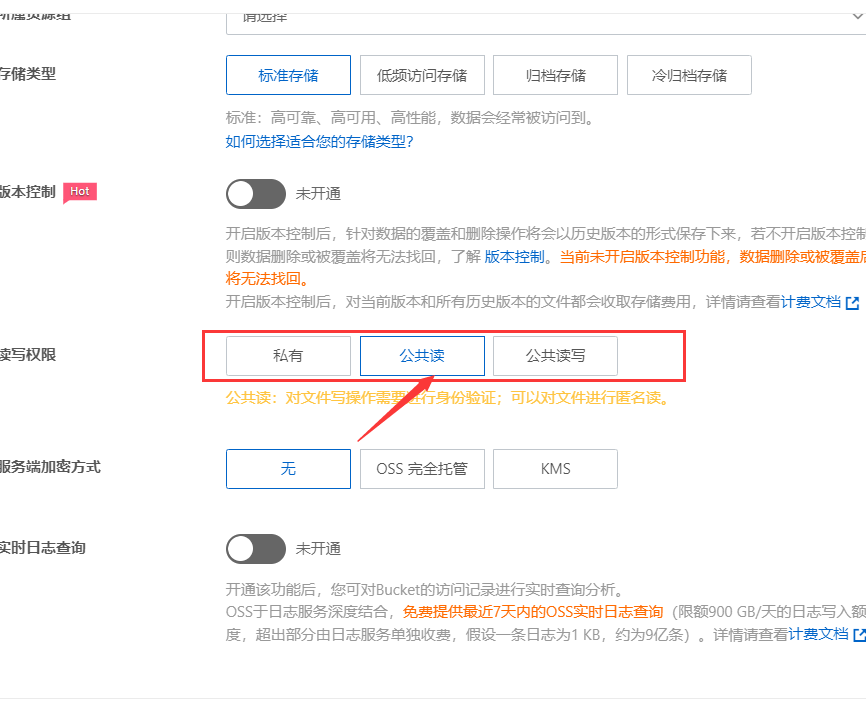 所属资源组
请选择
存储类型
标准存储 低频访问存储 归档存储 冷归档存储
标准：高可靠、高可用、高性能，数据会经常被访问到。
如何选择适合您的存储类型?
版本控制 Hot
未开通
开启版本控制后，针对数据的覆盖和删除操作将会以历史版本的形式保存下来，若不开启版本控制
则数据删除或被覆盖将无法找回，了解 版本控制。当前未开启版本控制功能，数据删除或被覆盖后
将无法找回。
开启版本控制后，对当前版本和所有历史版本的文件都会收取存储费用，详情请查看计费文档
读写权限
私有 公共读 公共读写
公共读：对文件写操作需要进行身份验证；可以对文件进行匿名读。
服务端加密方式
无 OSS 完全托管 KMS
实时日志查询
未开通
开通该功能后，您可对Bucket的访问记录进行实时查询分析。
OSS于日志服务深度结合，免费提供最近7天内的OSS实时日志查询（限额900 GB/天的日志写入额
度，超出部分由日志服务单独收费，假设一条日志为1 KB，约为9亿条）。详情请查看计费文档